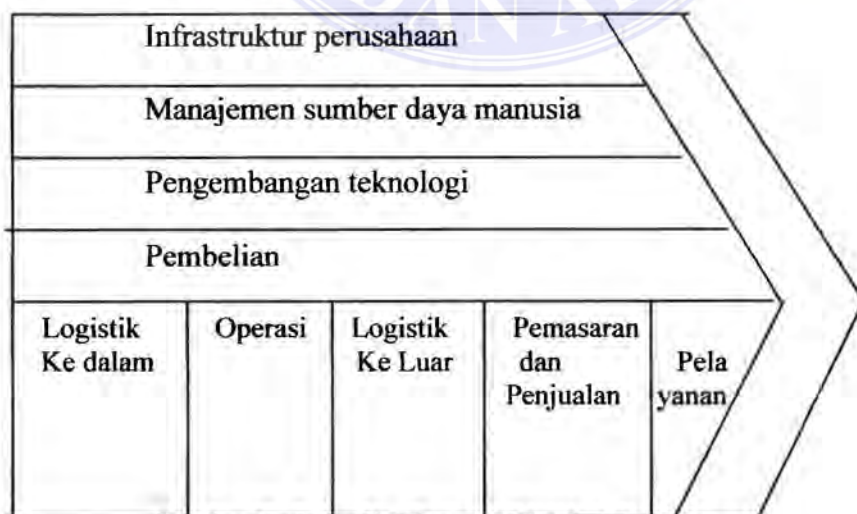 Infrastruktur perusahaan
Manajemen sumber daya manusia
Pengembangan teknologi
Pembelian
Logistik
Ke dalam
Operasi
Logistik
Ke Luar
Pemasaran
dan
Penjualan
Pela
yanan